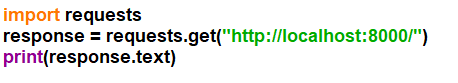 import requests
response = requests.get("http://localhost:8000/")
print(response.text)